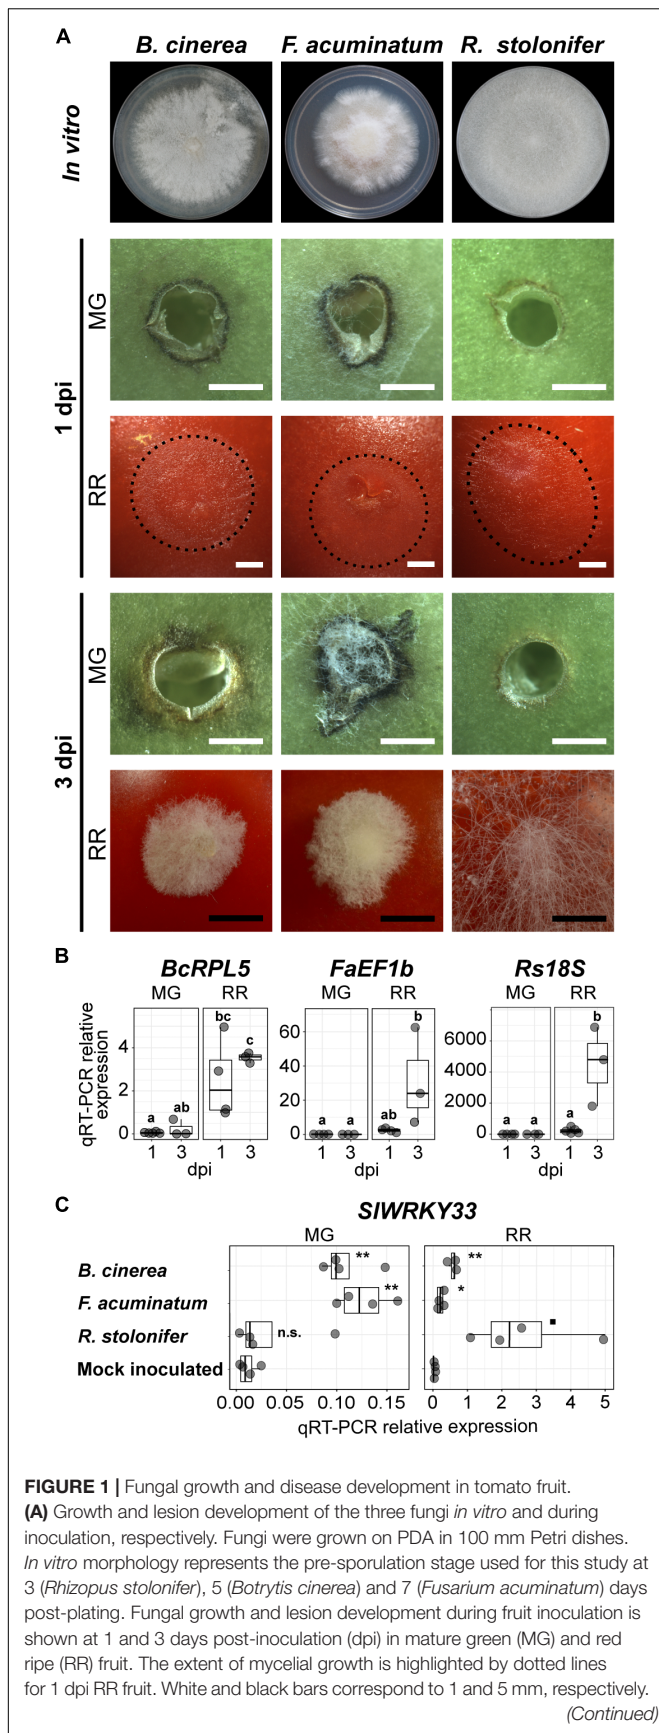 A
B. cinerea F. acuminatum R. stolonifer
In vitro
1 dpi
MG
RR
3 dpi
MG
RR
B
BcRPL5 FaEF1b Rs18S
MG RR MG RR MG RR
qRT-PCR relative
expression
4
2
0
a ab bc c
60
40
20
0
a a ab b
6000
4000
2000
0
a a a b
1 3 1 3 1 3 1 3 1 3 1 3
dpi dpi dpi
C
SlWRKY33
MG RR
B. cinerea ** **
F. acuminatum ** *
R. stolonifer n.s. ▪
Mock inoculated
0.00 0.05 0.10 0.15 0 1 2 3 4 5
qRT-PCR relative expression
FIGURE 1 | Fungal growth and disease development in tomato fruit.
(A) Growth and lesion development of the three fungi in vitro and during
inoculation, respectively. Fungi were grown on PDA in 100 mm Petri dishes.
In vitro morphology represents the pre-sporulation stage used for this study at
3 (Rhizopus stolonifer), 5 (Botrytis cinerea) and 7 (Fusarium acuminatum) days
post-plating. Fungal growth and lesion development during fruit inoculation is
shown at 1 and 3 days post-inoculation (dpi) in mature green (MG) and red
ripe (RR) fruit. The extent of mycelial growth is highlighted by dotted lines
for 1 dpi RR fruit. White and black bars correspond to 1 and 5 mm, respectively.
(Continued)